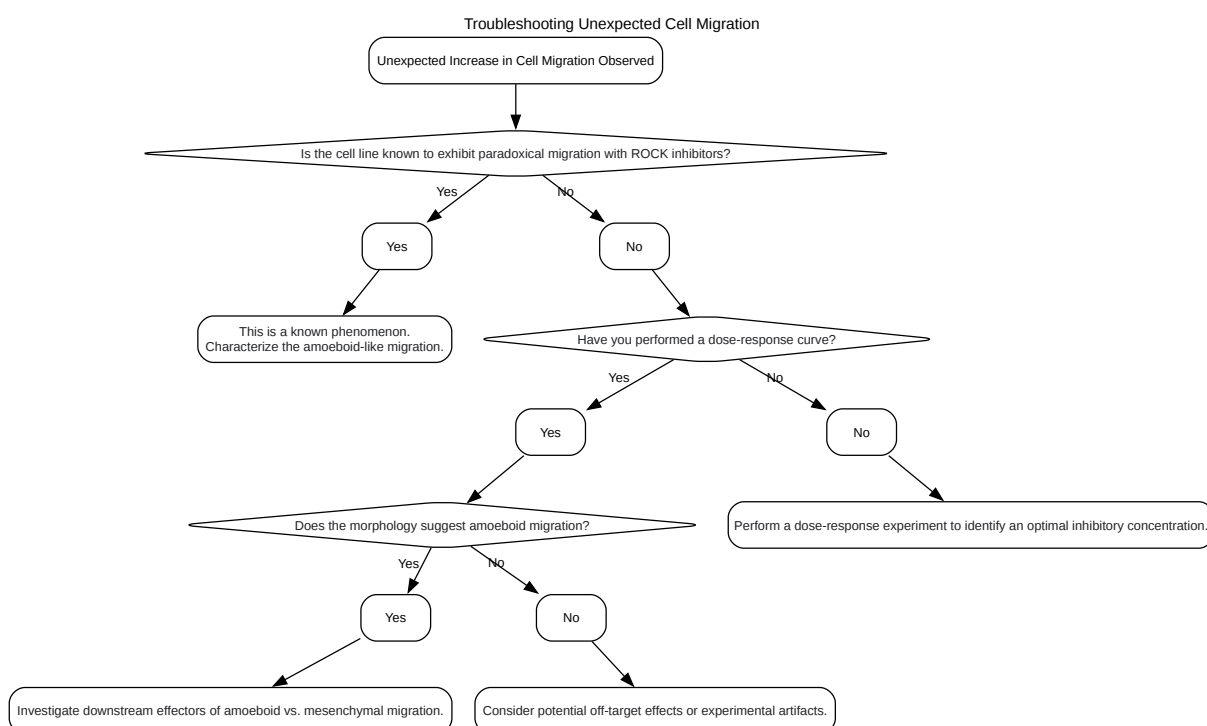 Troubleshooting Unexpected Cell Migration
Unexpected Increase in Cell Migration Observed
Is the cell line known to exhibit paradoxical migration with ROCK inhibitors?
Yes
No
Yes
No
This is a known phenomenon.
Characterize the amoeboid-like migration.
Have you performed a dose-response curve?
Yes
No
Yes
No
Perform a dose-response experiment to identify an optimal inhibitory concentration.
Does the morphology suggest amoeboid migration?
Yes
No
Yes
No
Investigate downstream effectors of amoeboid vs. mesenchymal migration.
Consider potential off-target effects or experimental artifacts.